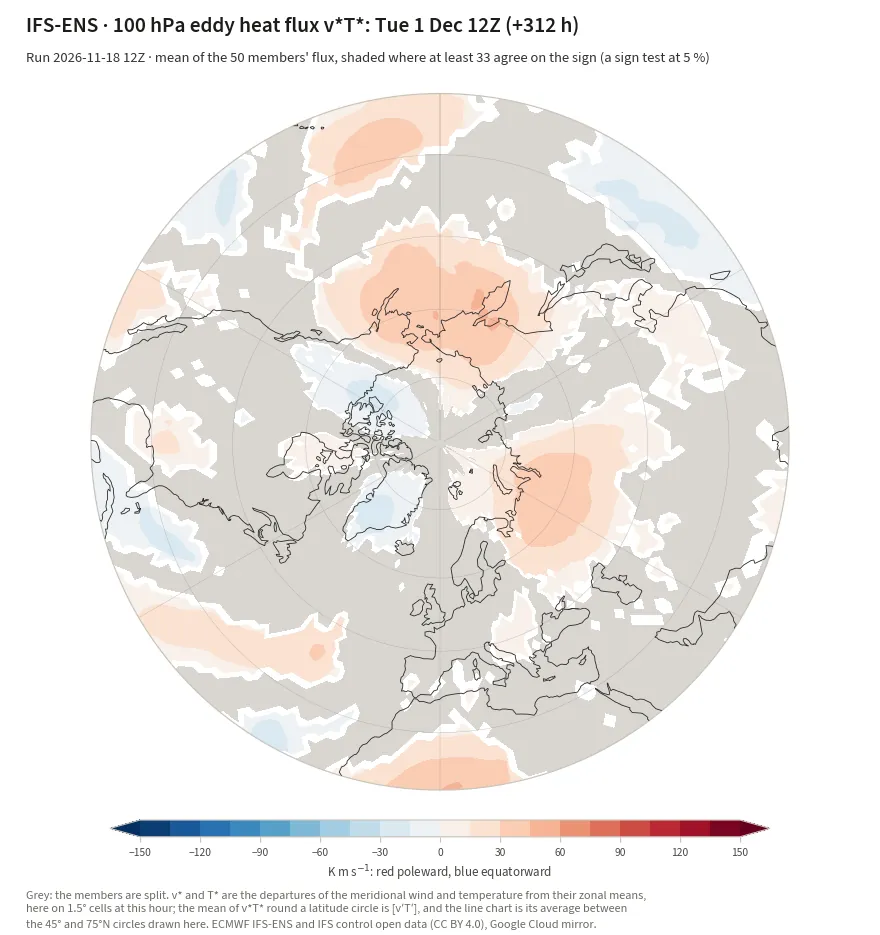 IFS-ENS · 100 hPa eddy heat flux v*T*: Tue 1 Dec 12Z (+312 h)
Run 2026-11-18 12Z · mean of the 50 members' flux, shaded where at least 33 agree on the sign (a sign test at 5 %)
−150 −120 −90 −60 −30 0 30 60 90 120 150
K m s⁻¹: red poleward, blue equatorward
Grey: the members are split. v* and T* are the departures of the meridional wind and temperature from their zonal means,
here on 1.5° cells at this hour; the mean of v*T* round a latitude circle is [v′T′], and the line chart is its average between
the 45° and 75°N circles drawn here. ECMWF IFS-ENS and IFS control open data (CC BY 4.0), Google Cloud mirror.